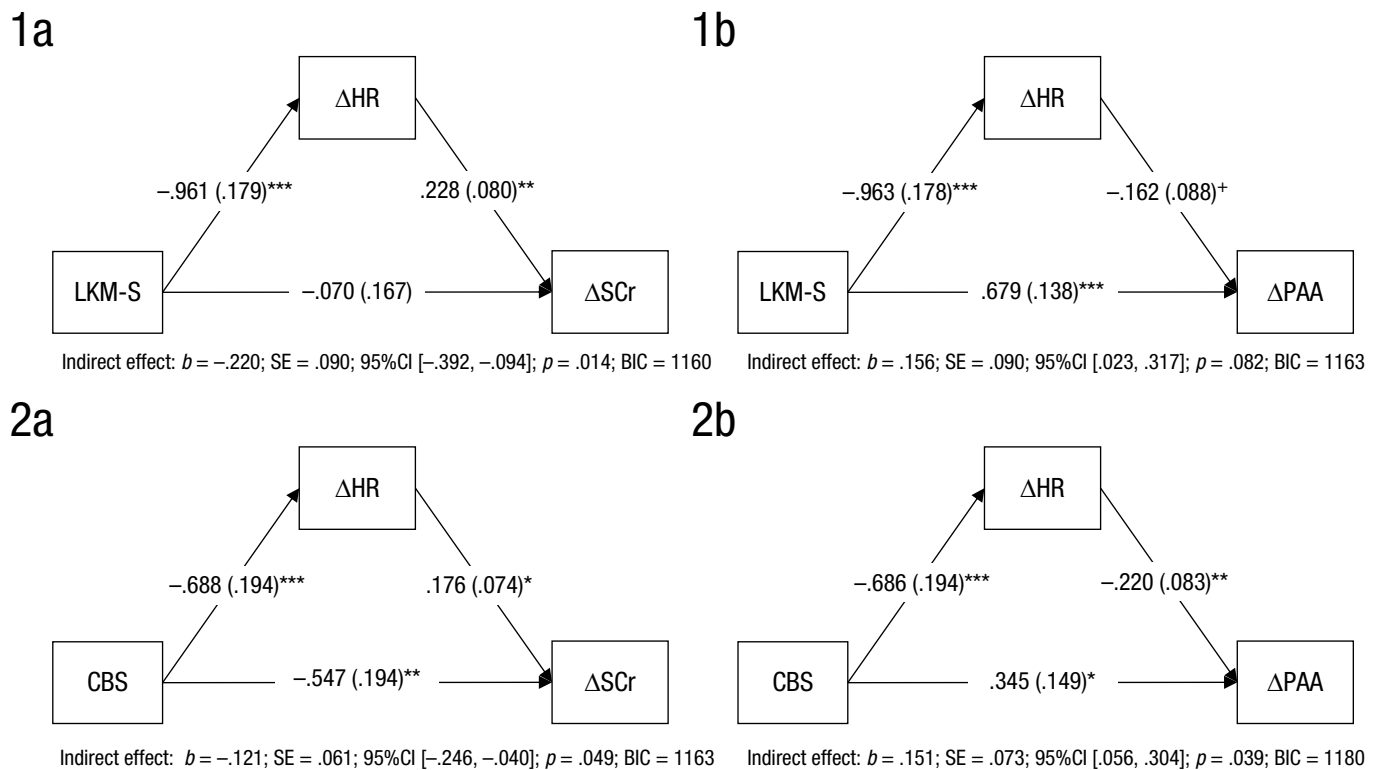 1a
ΔHR
–.961 (.179)***
.228 (.080)**
LKM-S
–.070 (.167)
ΔSCr
Indirect effect: b = –.220; SE = .090; 95%CI [–.392, –.094]; p = .014; BIC = 1160
1b
ΔHR
–.963 (.178)***
–.162 (.088)+
LKM-S
.679 (.138)***
ΔPAA
Indirect effect: b = .156; SE = .090; 95%CI [.023, .317]; p = .082; BIC = 1163
2a
ΔHR
–.688 (.194)***
.176 (.074)*
CBS
–.547 (.194)**
ΔSCr
Indirect effect: b = –.121; SE = .061; 95%CI [–.246, –.040]; p = .049; BIC = 1163
2b
ΔHR
–.686 (.194)***
–.220 (.083)**
CBS
.345 (.149)*
ΔPAA
Indirect effect: b = .151; SE = .073; 95%CI [.056, .304]; p = .039; BIC = 1180